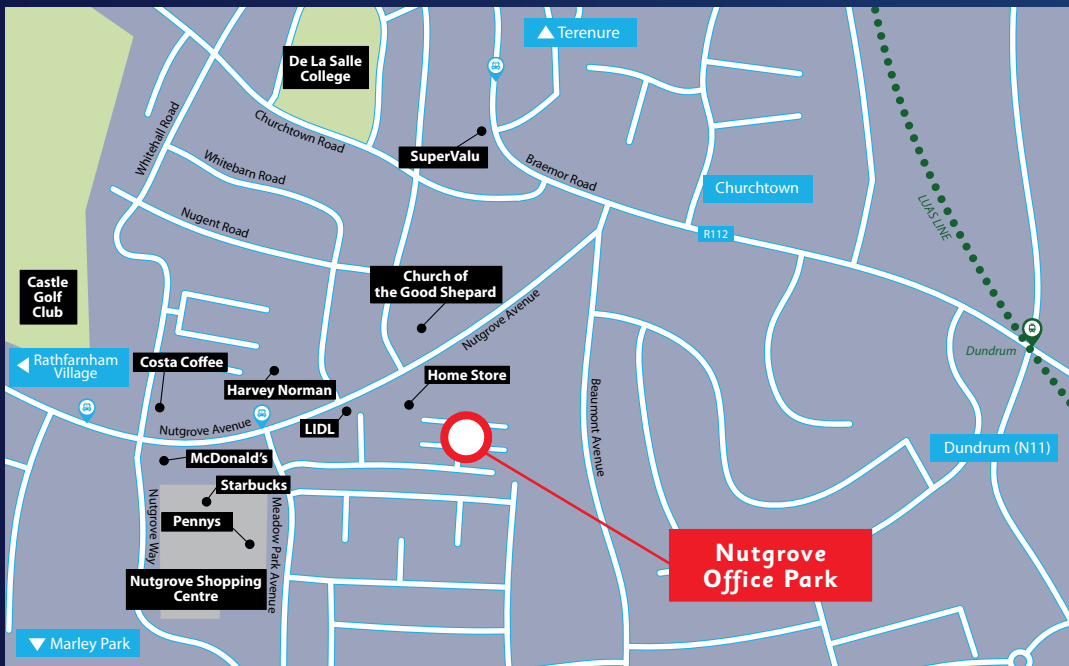 Terenure
De La Salle
College
Whitehall Road
Churchtown Road
SuperValu
Whitebarn Road
Braemor Road
Churchtown
LUAS LINE
Nugent Road
R112
Church of
the Good Shepard
Castle
Golf
Club
Nutgrove Avenue
Dundrum
Rathfarnham
Village
Costa Coffee
Harvey Norman
Home Store
Nutgrove Avenue
LIDL
Beaumont Avenue
Dundrum (N11)
McDonald's
Starbucks
Pennys
Nutgrove Way
Meadow Park Avenue
Nutgrove
Office Park
Nutgrove Shopping
Centre
Marley Park